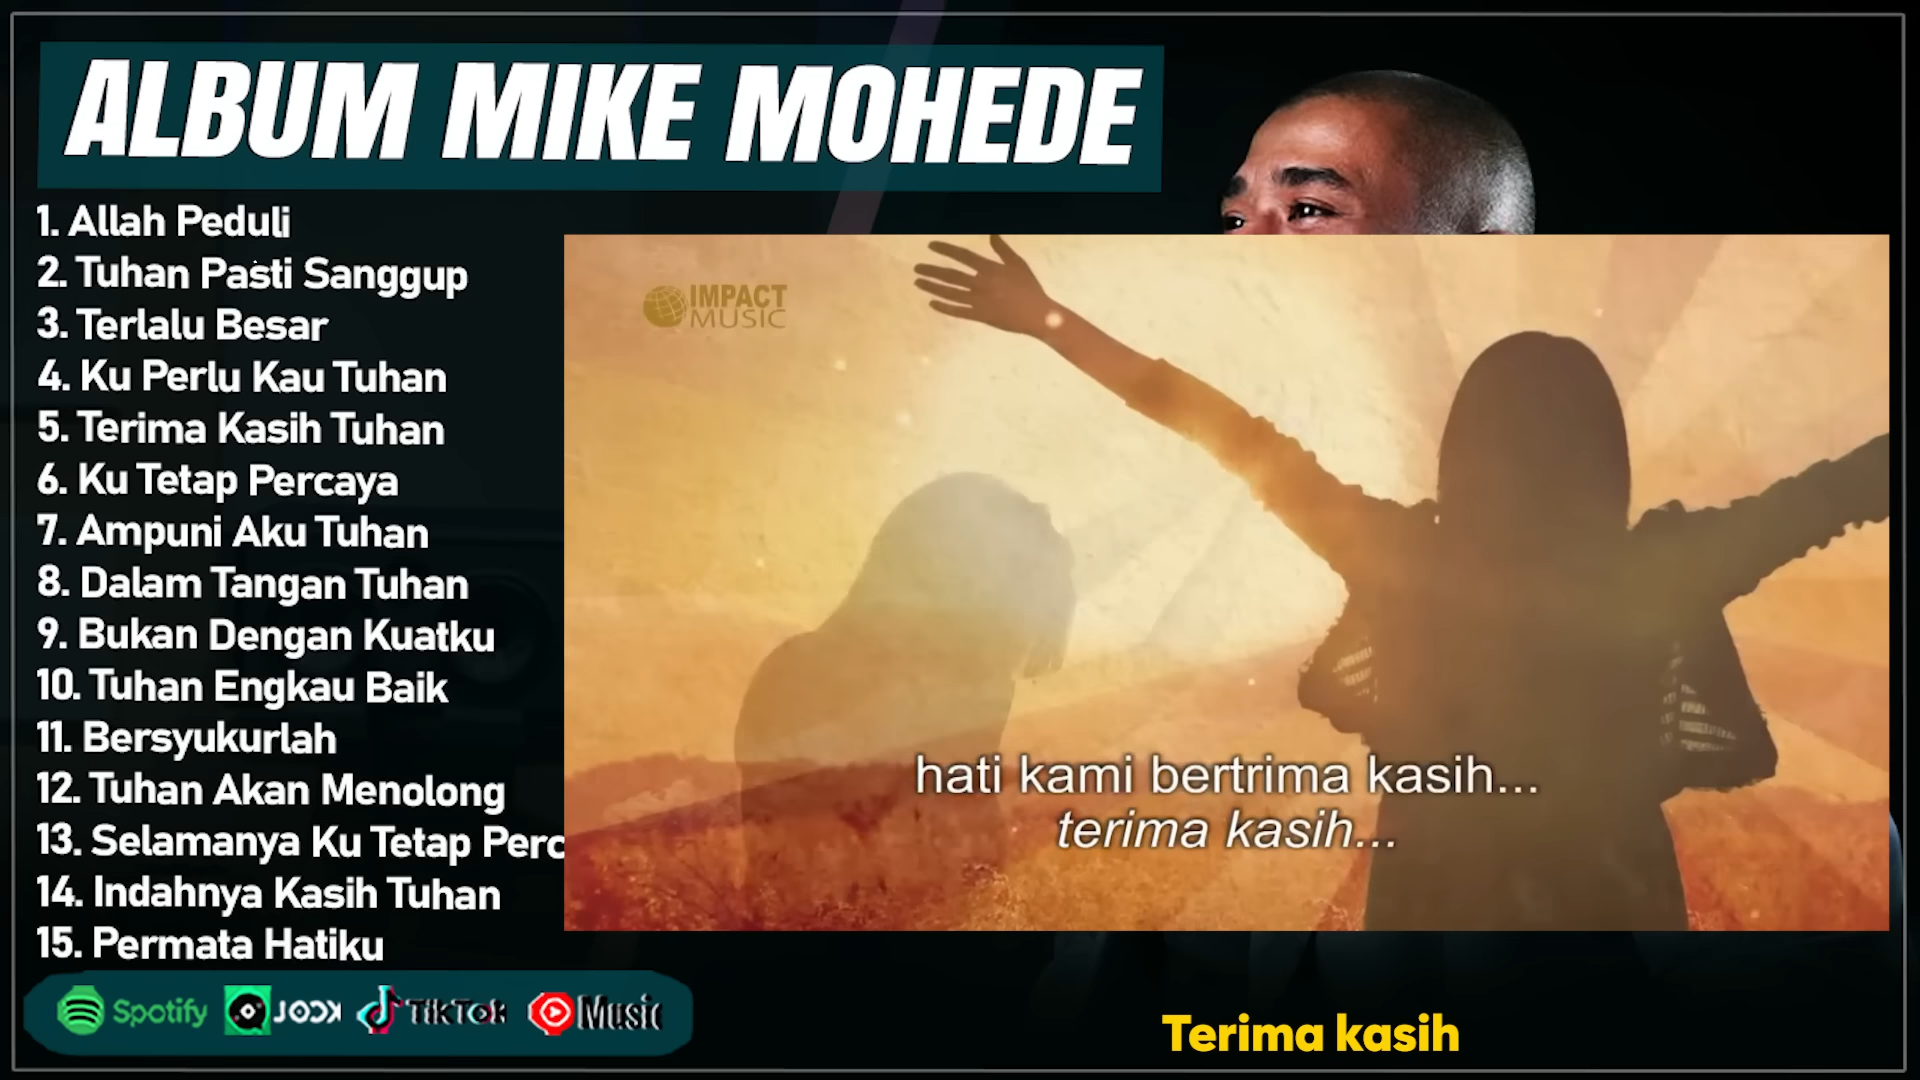 ALBUM MIKE MOHEDE
1. Allah Peduli
2. Tuhan Pasti Sanggup
3. Terlalu Besar
4. Ku Perlu Kau Tuhan
5. Terima Kasih Tuhan
6. Ku Tetap Percaya
7. Ampuni Aku Tuhan
8. Dalam Tangan Tuhan
9. Bukan Dengan Kuatku
10. Tuhan Engkau Baik
11. Bersyukurlah
12. Tuhan Akan Menolong
13. Selamanya Ku Tetap Perc
14. Indahnya Kasih Tuhan
15. Permata Hatiku
IMPACT
MUSIC
hati kami bertrima kasih...
terima kasih...
Spotify JOOX TikTok Music
Terima kasih